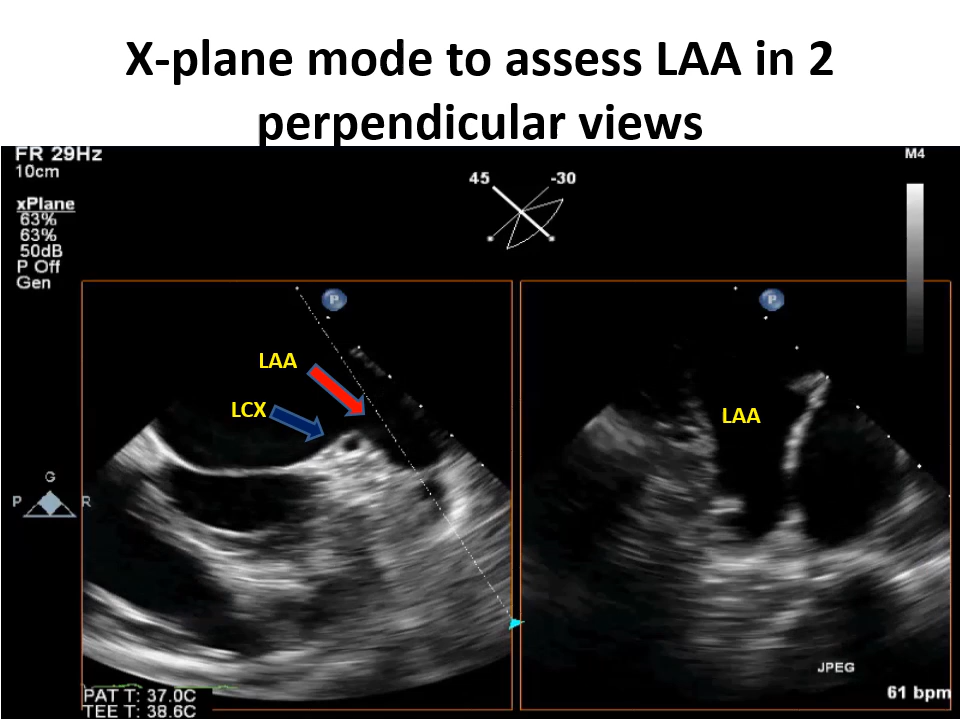 X-plane mode to assess LAA in 2
perpendicular views
FR 29Hz
10cm
M4
45 -30
xPlane
63%
63%
50dB
P Off
Gen
P
P
LAA
LCX
LAA
G
P R
JPEG
PAT T: 37.0C
TEE T: 38.6C
61 bpm